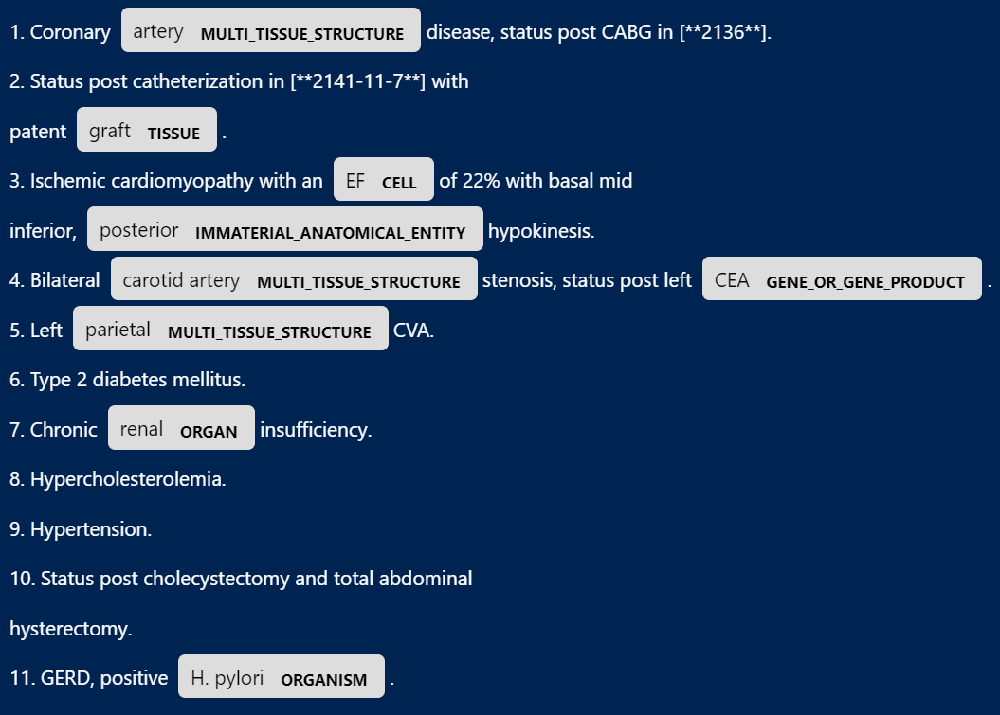 1. Coronary artery MULTI_TISSUE_STRUCTURE disease, status post CABG in [**2136**].
2. Status post catheterization in [**2141-11-7**] with
patent graft TISSUE .
3. Ischemic cardiomyopathy with an EF CELL of 22% with basal mid
inferior, posterior IMMATERIAL_ANATOMICAL_ENTITY hypokinesis.
4. Bilateral carotid artery MULTI_TISSUE_STRUCTURE stenosis, status post left CEA GENE_OR_GENE_PRODUCT .
5. Left parietal MULTI_TISSUE_STRUCTURE CVA.
6. Type 2 diabetes mellitus.
7. Chronic renal ORGAN insufficiency.
8. Hypercholesterolemia.
9. Hypertension.
10. Status post cholecystectomy and total abdominal
hysterectomy.
11. GERD, positive H. pylori ORGANISM .